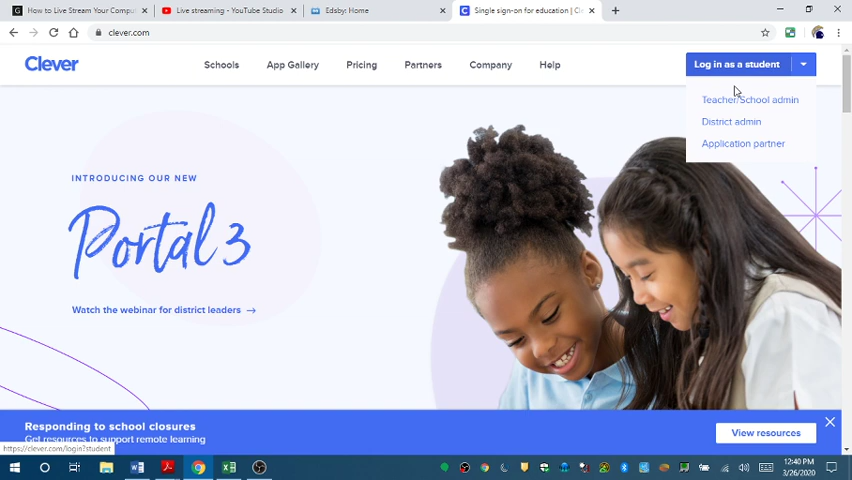 How to Live Stream Your Comput
Live streaming - YouTube Studio
Edsby: Home
Single sign-on for education | Cle
clever.com
Clever
Schools
App Gallery
Pricing
Partners
Company
Help
Log in as a student
Teacher/School admin
District admin
Application partner
INTRODUCING OUR NEW
Portal 3
Watch the webinar for district leaders →
Responding to school closures
Get resources to support remote learning
View resources
https://clever.com/login?student
12:40 PM
3/26/2020